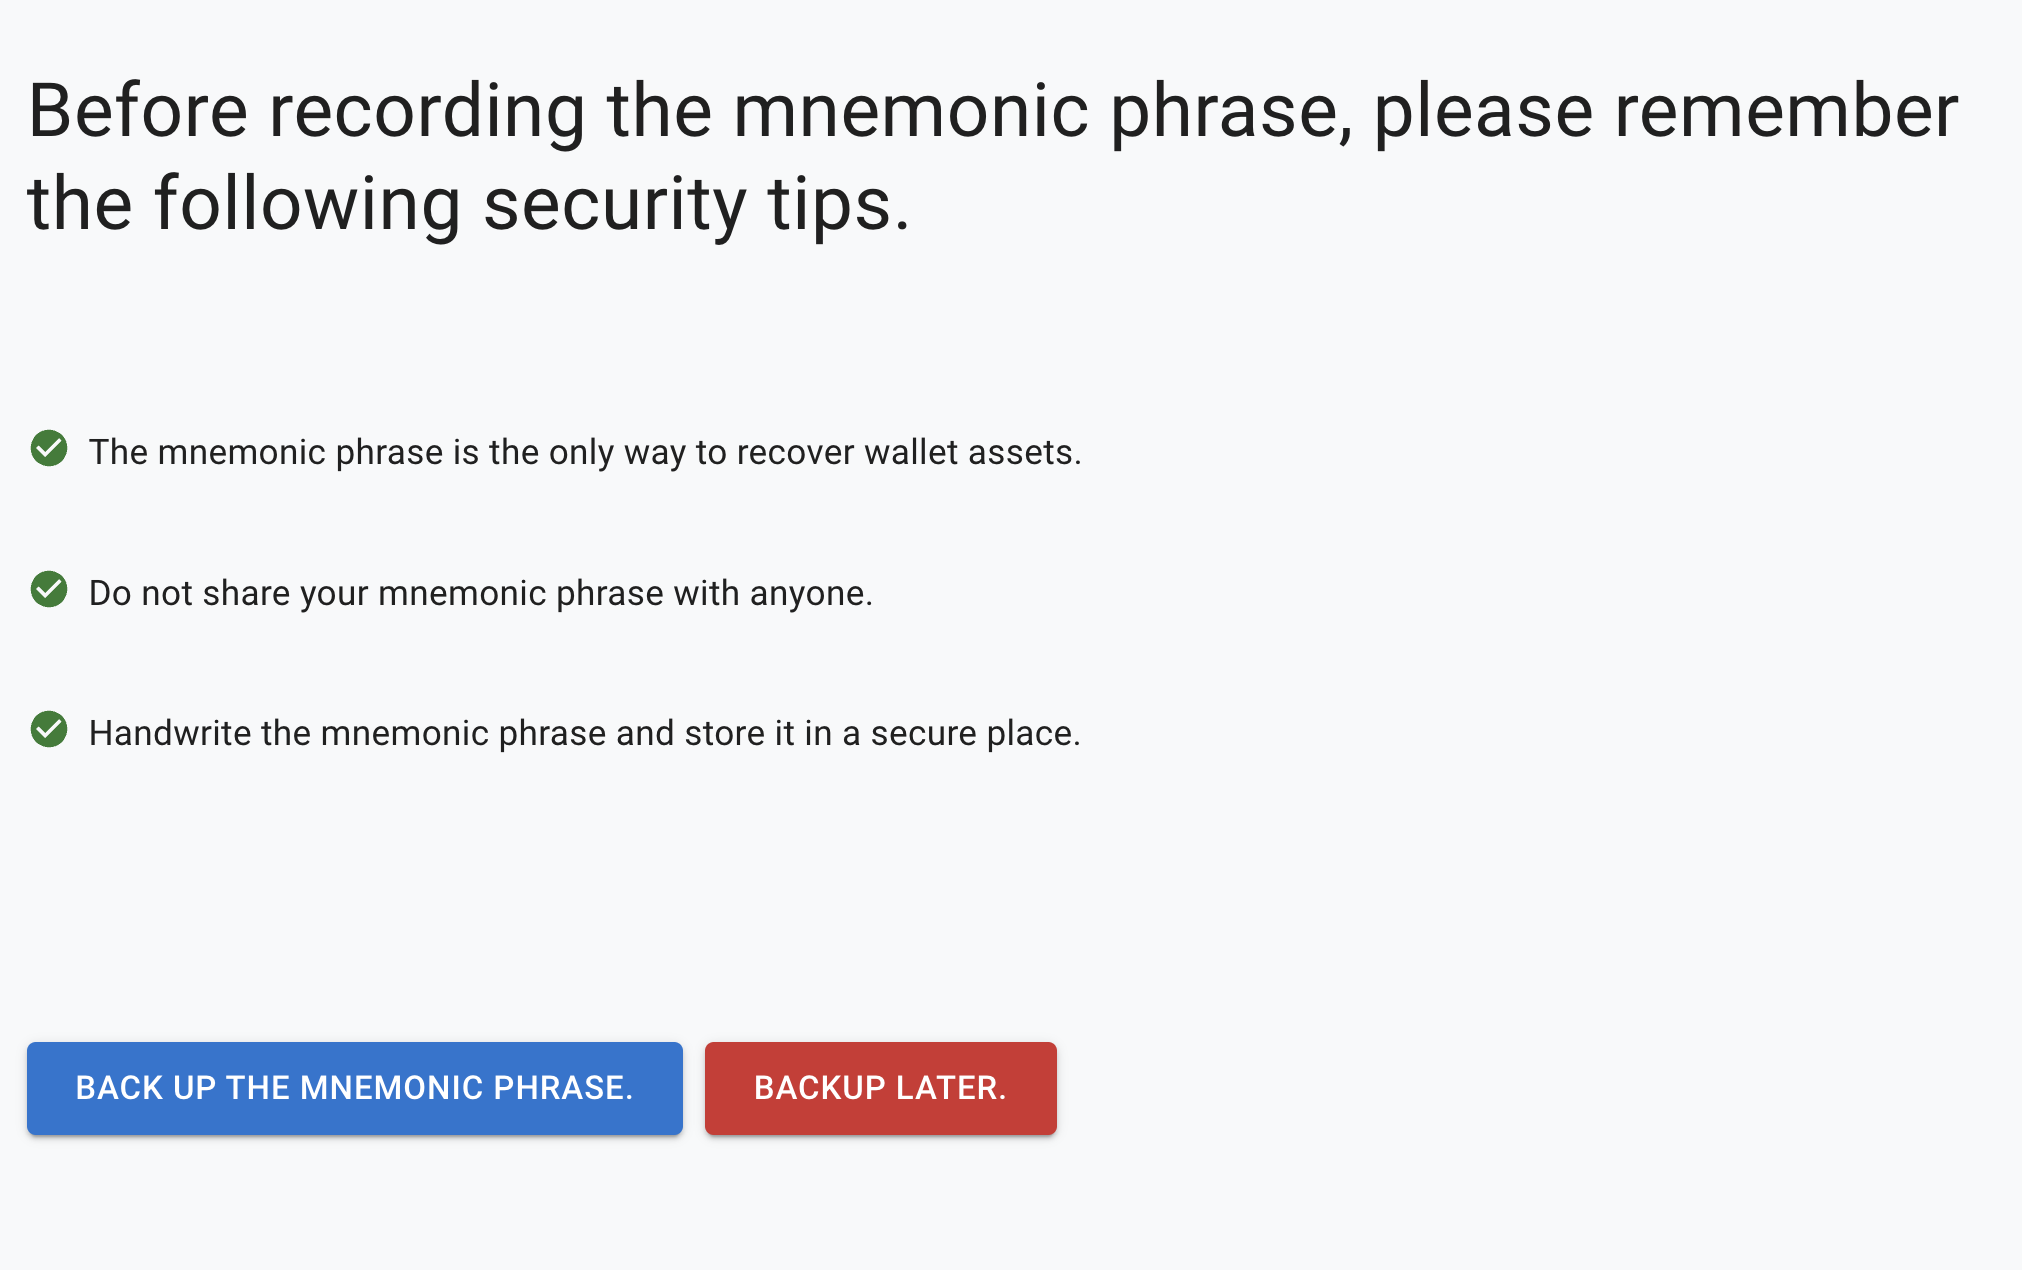 Before recording the mnemonic phrase, please remember
the following security tips.
The mnemonic phrase is the only way to recover wallet assets.
Do not share your mnemonic phrase with anyone.
Handwrite the mnemonic phrase and store it in a secure place.
BACK UP THE MNEMONIC PHRASE.
BACKUP LATER.